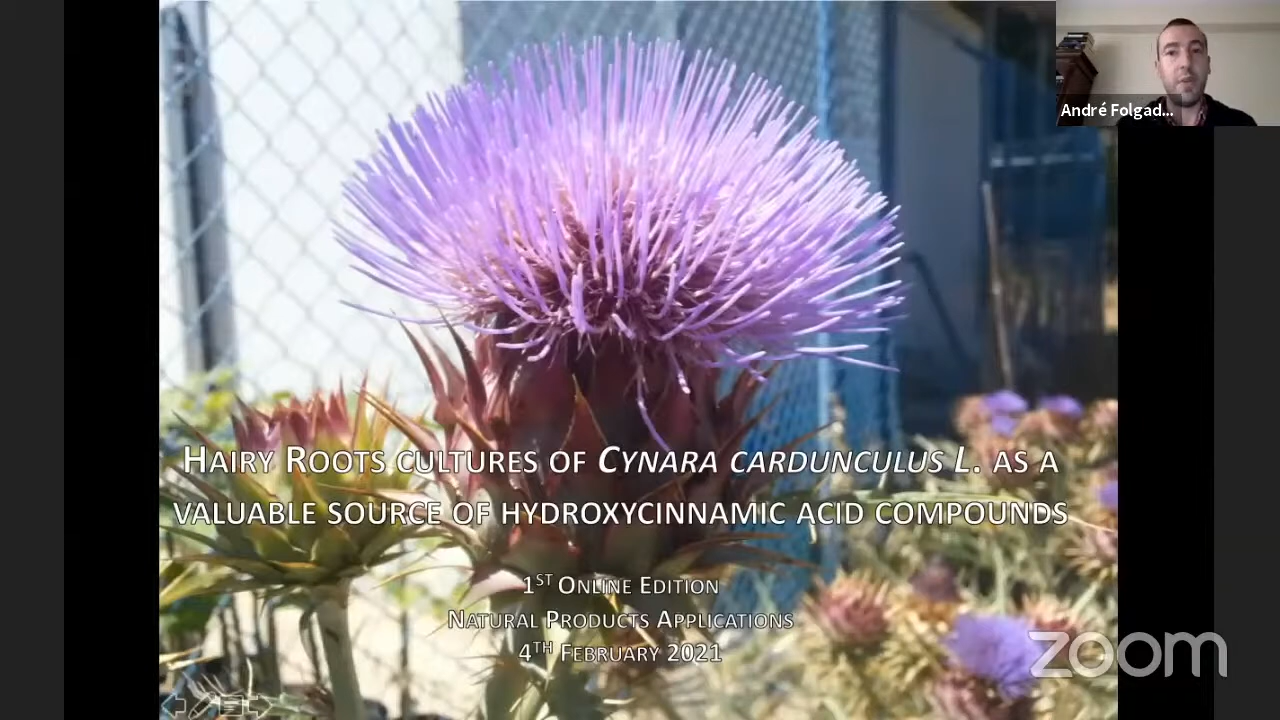 André Folgad...
HAIRY ROOTS CULTURES OF CYNARA CARDUNCULUS L. AS A
VALUABLE SOURCE OF HYDROXYCINNAMIC ACID COMPOUNDS
1ST ONLINE EDITION
NATURAL PRODUCTS APPLICATIONS
4TH FEBRUARY 2021
zoom